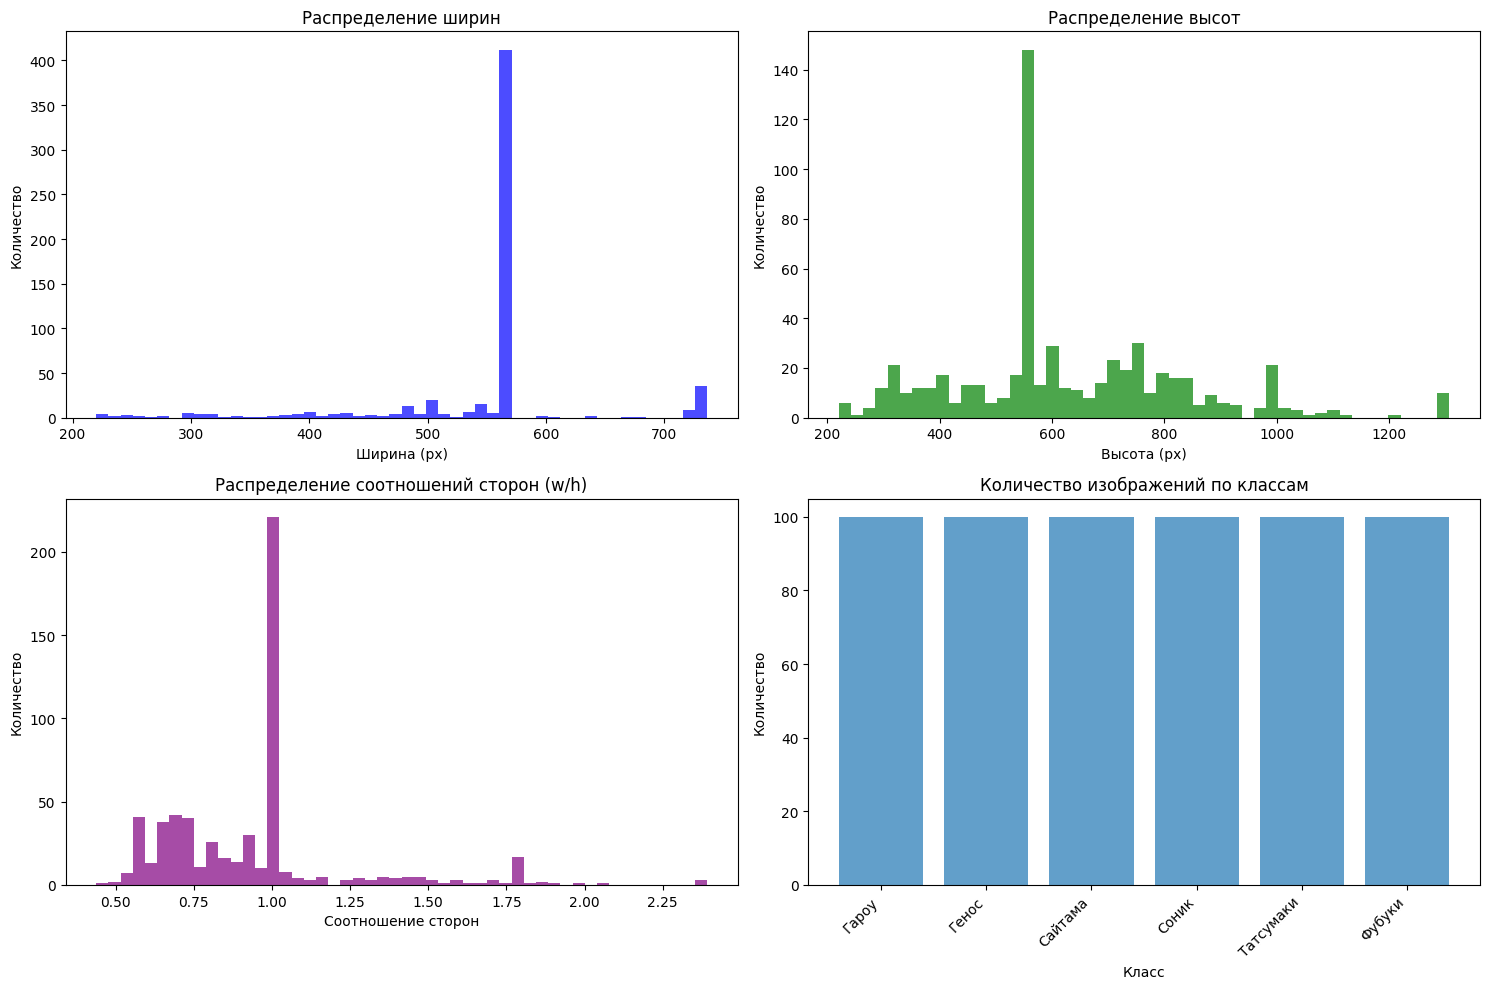 Распределение ширин
400
350
300
250
200
150
100
50
0
Количество
200 300 400 500 600 700
Ширина (px)
Распределение высот
140
120
100
80
60
40
20
0
Количество
200 400 600 800 1000 1200
Высота (px)
Распределение соотношений сторон (w/h)
200
150
100
50
0
Количество
0.50 0.75 1.00 1.25 1.50 1.75 2.00 2.25
Соотношение сторон
Количество изображений по классам
100
80
60
40
20
0
Количество
Гароу Генос Сайтама Соник Татсумаки Фубуки
Класс